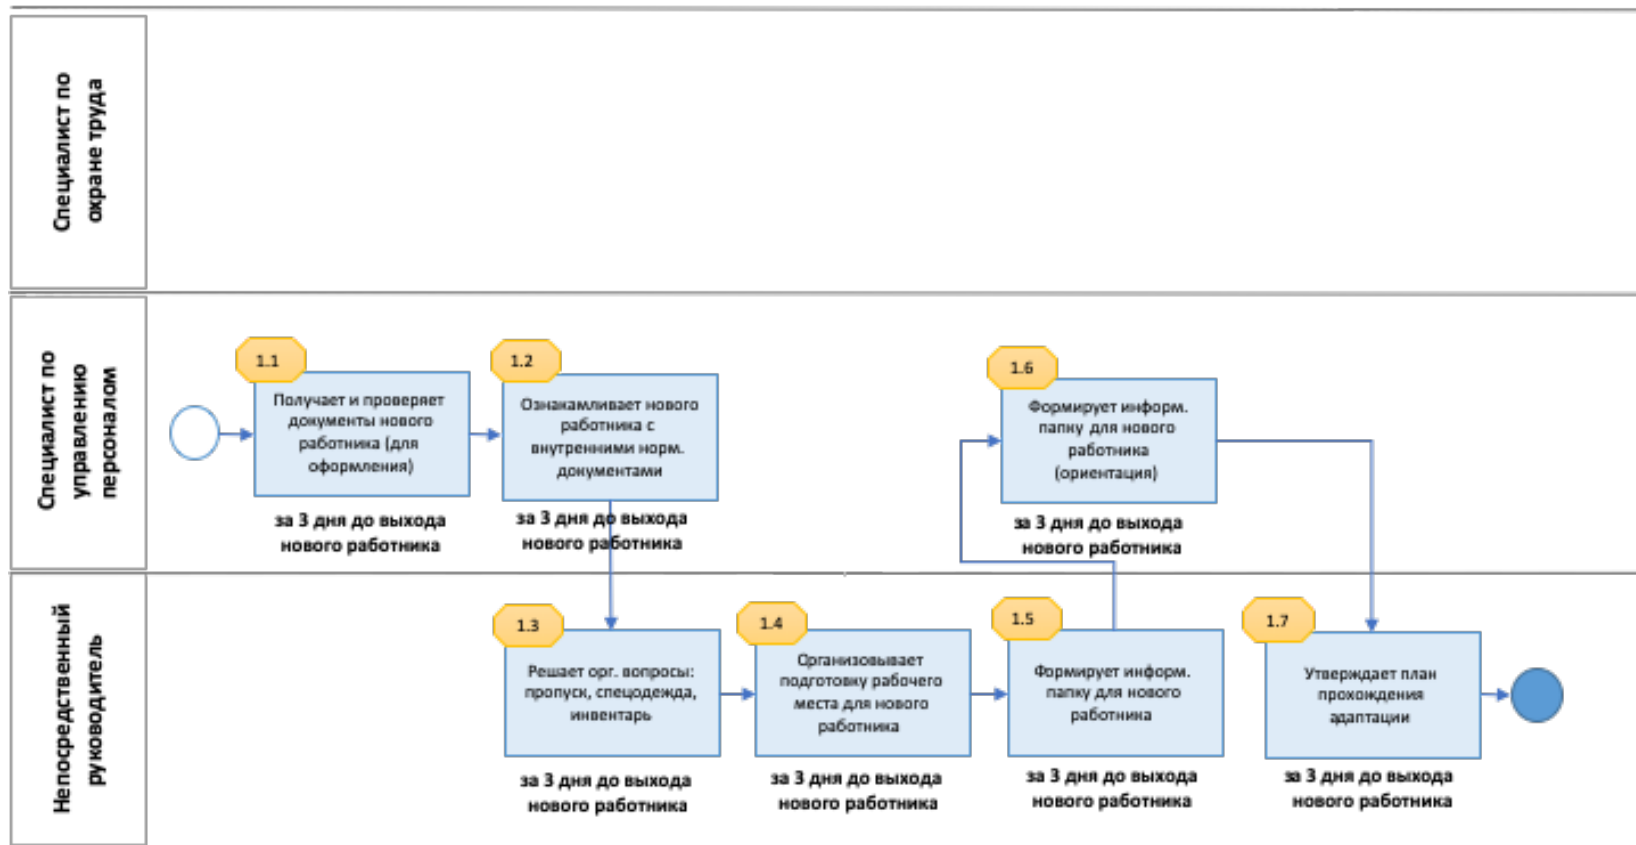 Специалист по
охране труда
Специалист по
управлению
персоналом
1.1
Получает и проверяет
документы нового
работника (для
оформления)
за 3 дня до выхода
нового работника
1.2
Ознакамливает нового
работника с
внутренними норм.
документами
за 3 дня до выхода
нового работника
1.6
Формирует информ.
папку для нового
работника
(ориентация)
за 3 дня до выхода
нового работника
Непосредственный
руководитель
1.3
Решает орг. вопросы:
пропуск, спецодежда,
инвентарь
за 3 дня до выхода
нового работника
1.4
Организовывает
подготовку рабочего
места для нового
работника
за 3 дня до выхода
нового работника
1.5
Формирует информ.
папку для нового
работника
за 3 дня до выхода
нового работника
1.7
Утверждает план
прохождения
адаптации
за 3 дня до выхода
нового работника